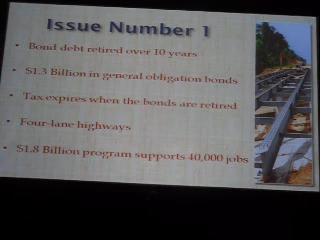 Issue Number 1
• Bond debt retired over 10 years
• $1.3 Billion in general obligation bonds
• Tax expires when the bonds are retired
• Four-lane highways
• $1.8 Billion program supports 40,000 jobs